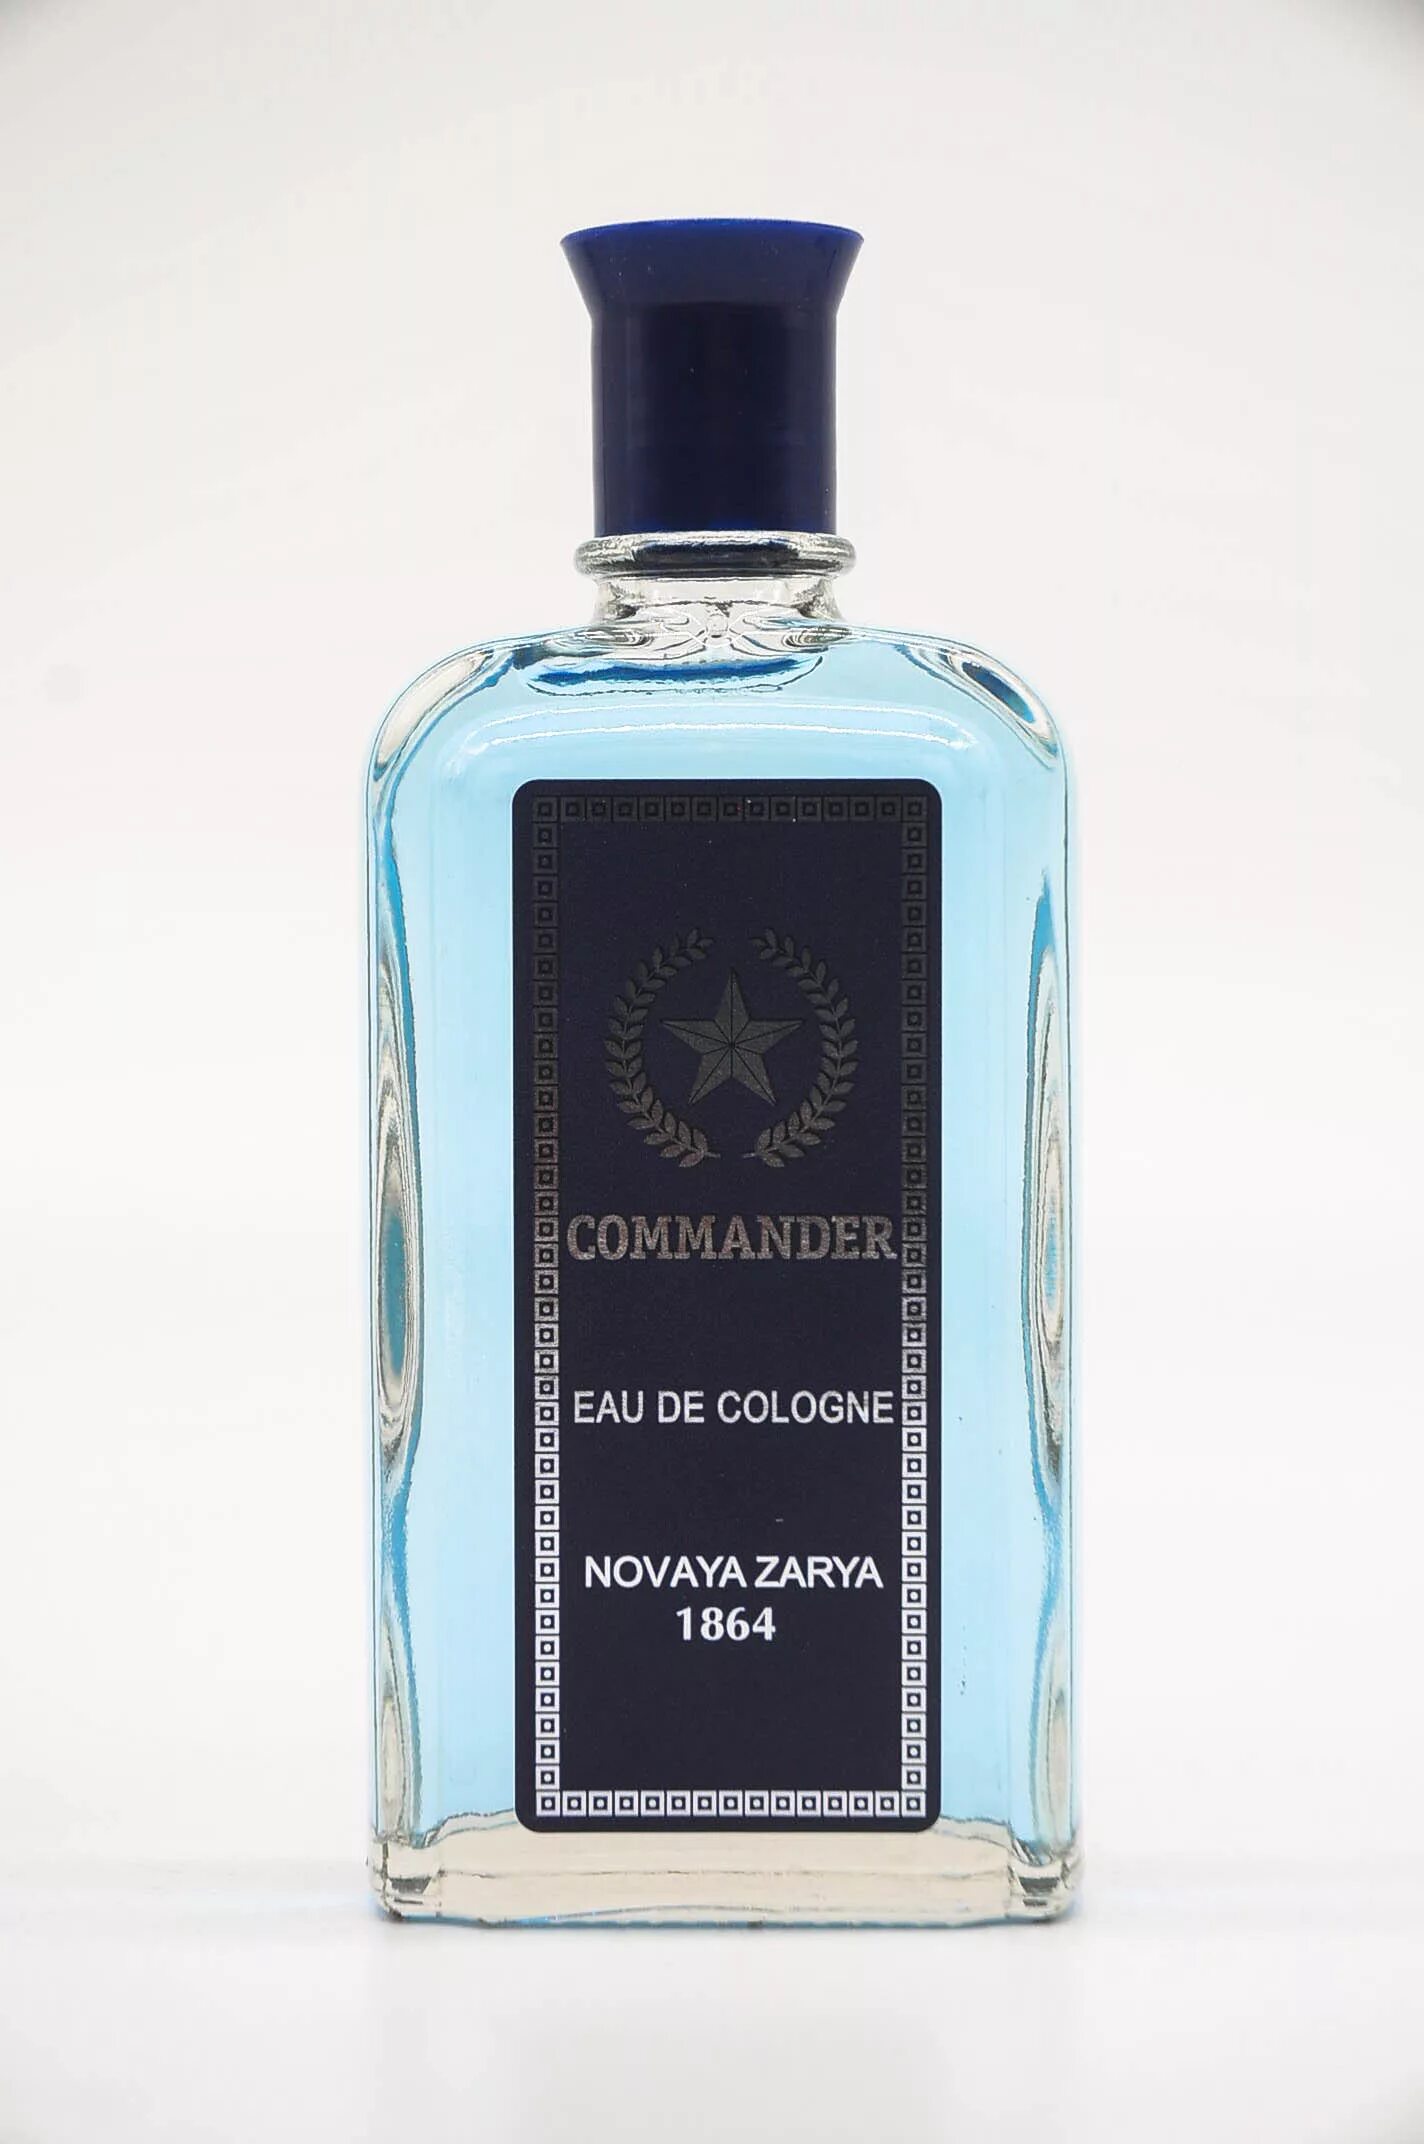 COMMANDER
EAU DE COLOGNE
NOVAYA ZARYA
1864